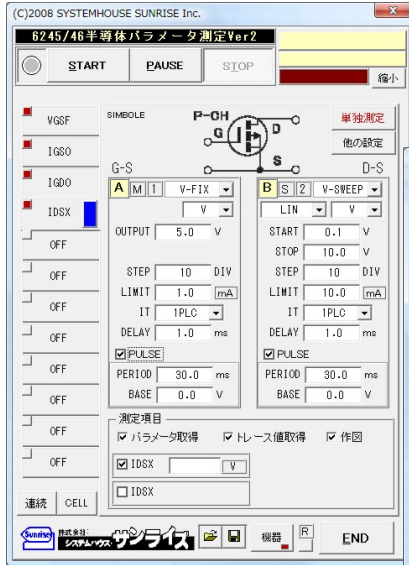 (C)2008 SYSTEMHOUSE SUNRISE Inc.
6245/46半導体パラメータ測定Ver2
START PAUSE STOP
縮小
VGSF
IGSO
IGDO
IDSX
OFF
OFF
OFF
OFF
OFF
OFF
OFF
OFF
連続 CELL
SIMBOLE P-CH G D S
単独測定
他の設定
G-S D-S
A M 1 V-FIX
V
OUTPUT 5.0 V
STEP 10 DIV
LIMIT 1.0 mA
IT 1PLC
DELAY 1.0 ms
PULSE
PERIOD 30.0 ms
BASE 0.0 V
B S 2 V-SWEEP
LIN V
START 0.1 V
STOP 10.0 V
STEP 10 DIV
LIMIT 10.0 mA
IT 1PLC
DELAY 1.0 ms
PULSE
PERIOD 30.0 ms
BASE 0.0 V
測定項目
パラメータ取得 トレース値取得 作図
IDSX V
IDSX
Sunrise 株式会社 システムハウス サンライズ 機器 R END